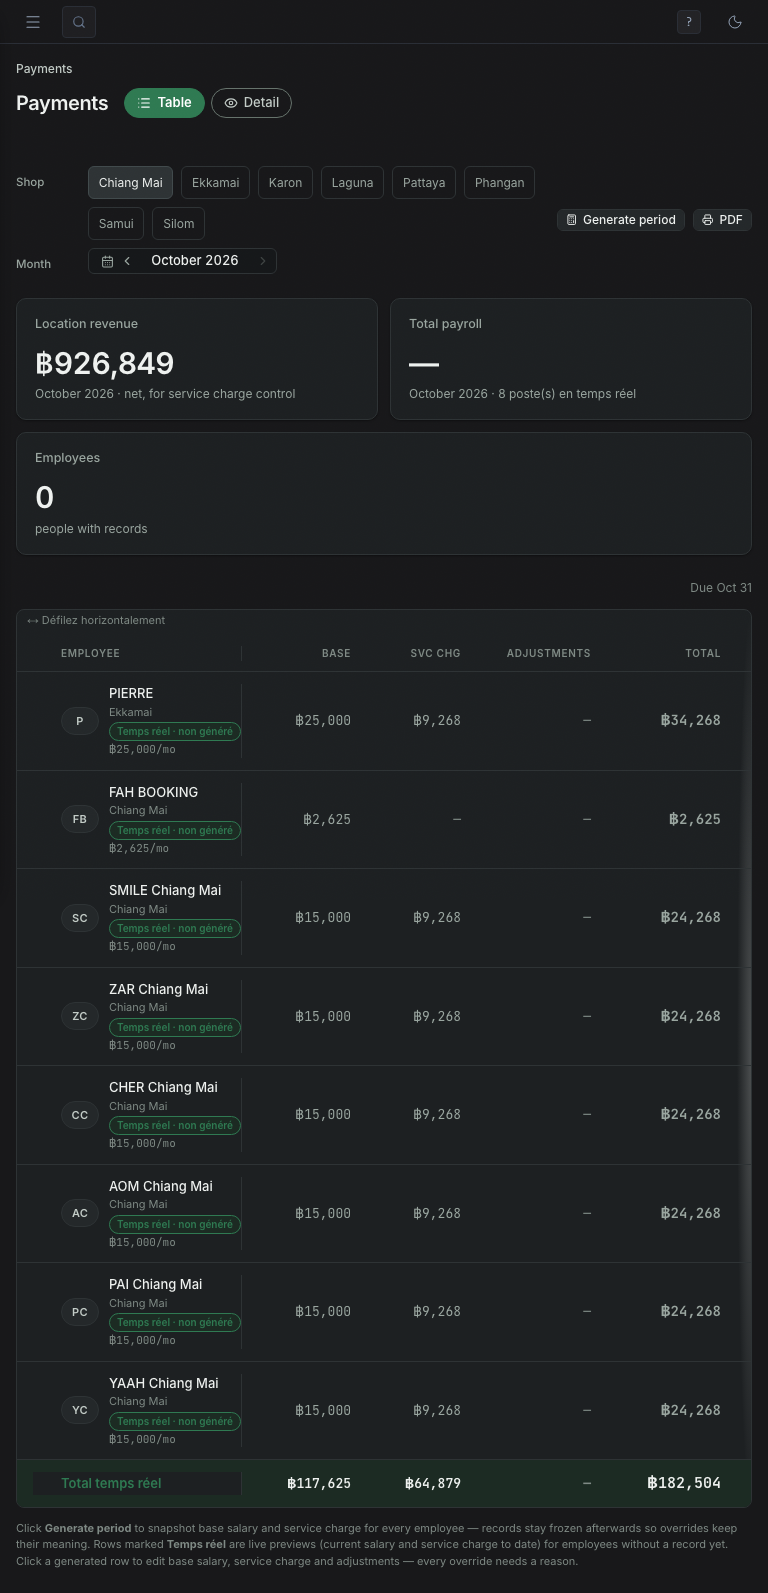 ?
Payments
Payments Table Detail
Shop Chiang Mai Ekkamai Karon Laguna Pattaya Phangan
Samui Silom Generate period PDF
Month October 2026
Location revenue
฿926,849
October 2026 · net, for service charge control
Total payroll
—
October 2026 · 8 poste(s) en temps réel
Employees
0
people with records
Due Oct 31
↔ Défilez horizontalement
EMPLOYEE BASE SVC CHG ADJUSTMENTS TOTAL
PIERRE
Ekkamai
P Temps réel · non généré ฿25,000 ฿9,268 — ฿34,268
฿25,000/mo
FAH BOOKING
Chiang Mai
FB Temps réel · non généré ฿2,625 — — ฿2,625
฿2,625/mo
SMILE Chiang Mai
Chiang Mai
SC Temps réel · non généré ฿15,000 ฿9,268 — ฿24,268
฿15,000/mo
ZAR Chiang Mai
Chiang Mai
ZC Temps réel · non généré ฿15,000 ฿9,268 — ฿24,268
฿15,000/mo
CHER Chiang Mai
Chiang Mai
CC Temps réel · non généré ฿15,000 ฿9,268 — ฿24,268
฿15,000/mo
AOM Chiang Mai
Chiang Mai
AC Temps réel · non généré ฿15,000 ฿9,268 — ฿24,268
฿15,000/mo
PAI Chiang Mai
Chiang Mai
PC Temps réel · non généré ฿15,000 ฿9,268 — ฿24,268
฿15,000/mo
YAAH Chiang Mai
Chiang Mai
YC Temps réel · non généré ฿15,000 ฿9,268 — ฿24,268
฿15,000/mo
Total temps réel ฿117,625 ฿64,879 — ฿182,504
Click Generate period to snapshot base salary and service charge for every employee — records stay frozen afterwards so overrides keep
their meaning. Rows marked Temps réel are live previews (current salary and service charge to date) for employees without a record yet.
Click a generated row to edit base salary, service charge and adjustments — every override needs a reason.